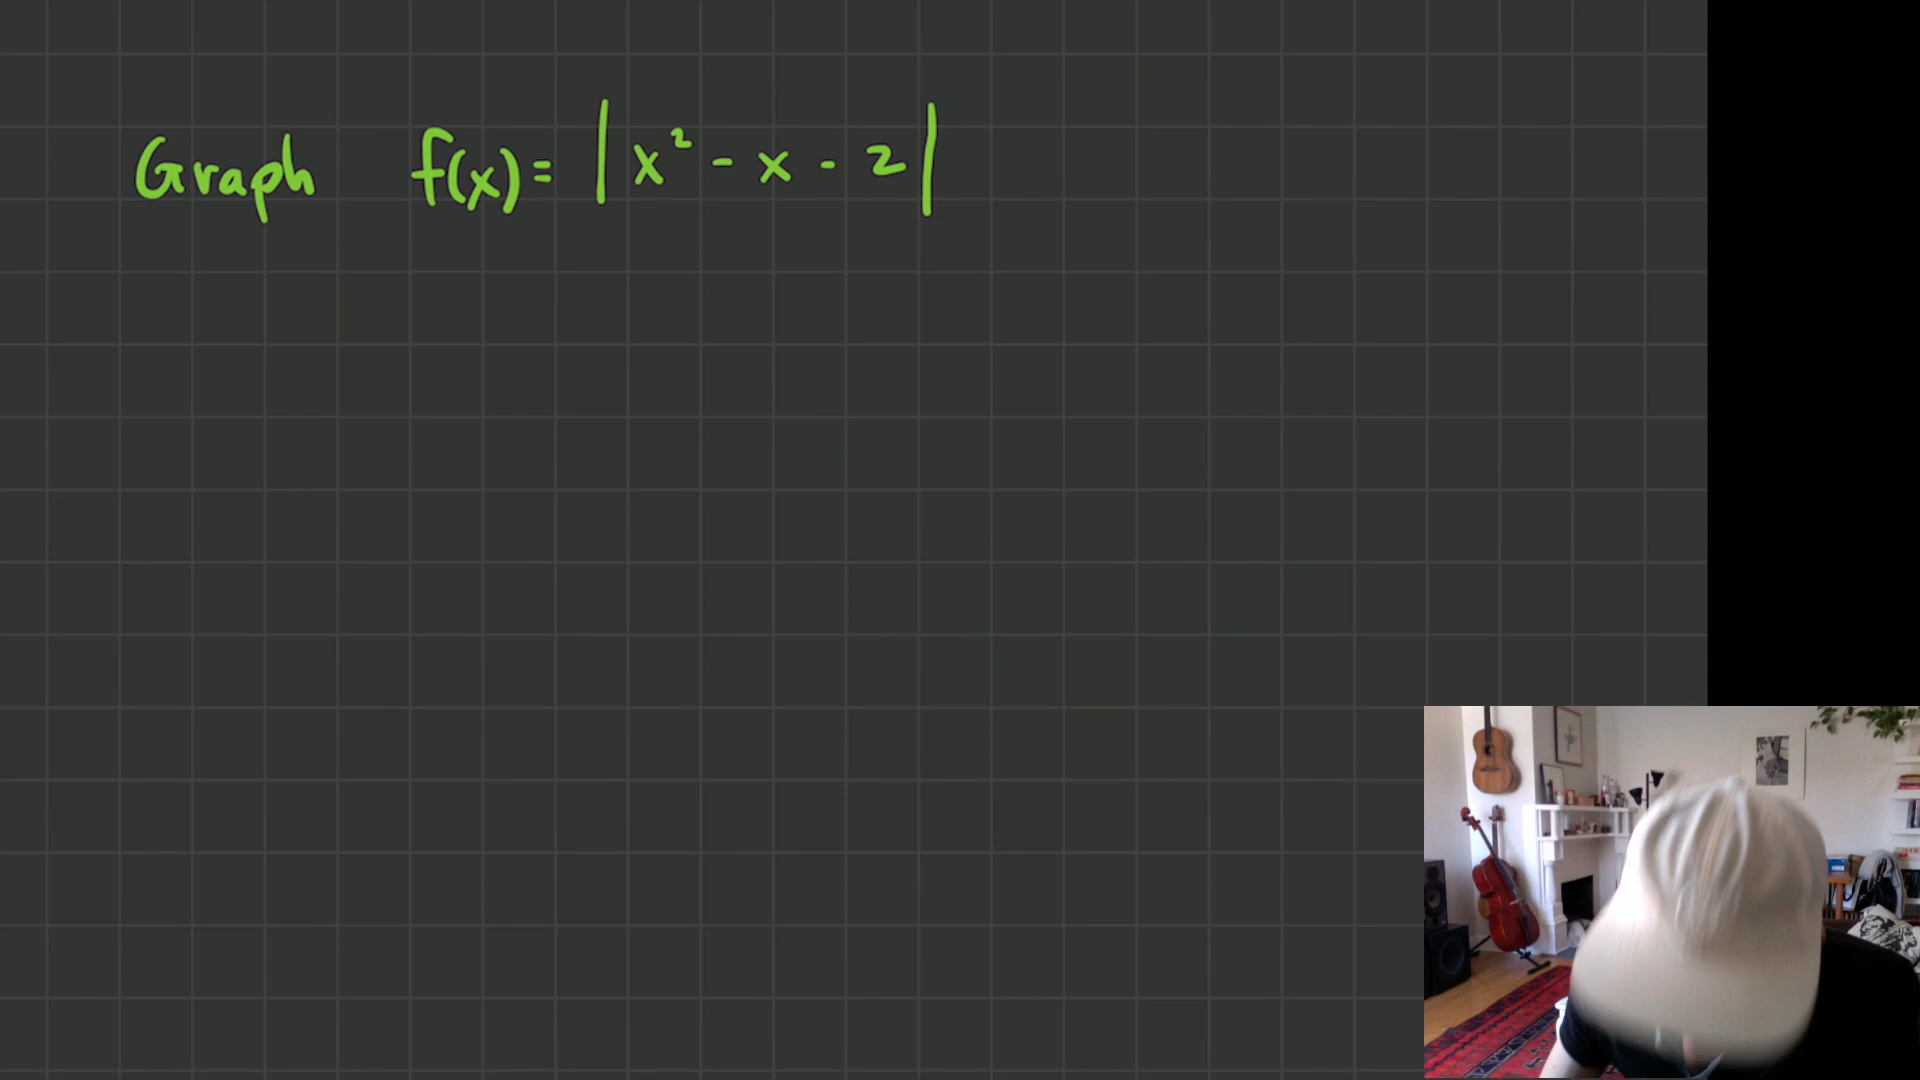 Graph f(x)= |x² - x - 2|